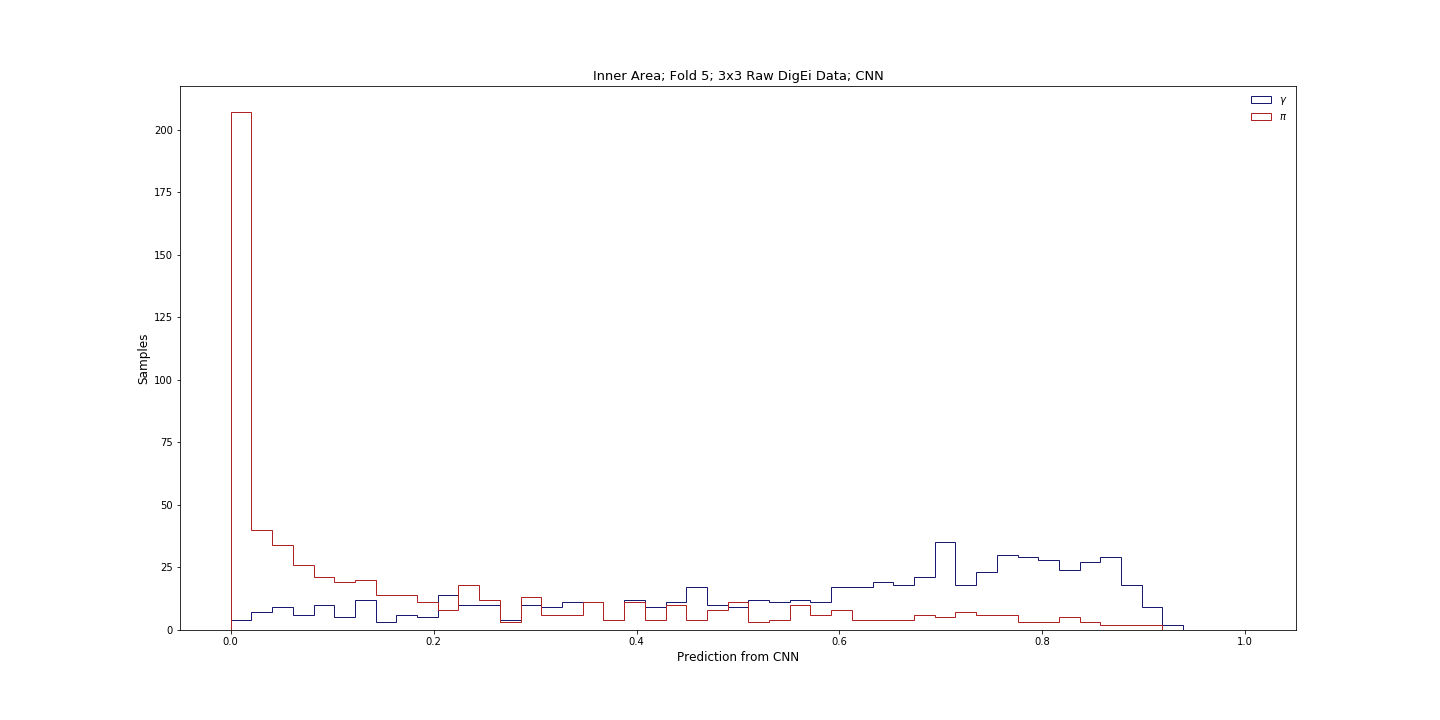 Inner Area; Fold 5; 3x3 Raw DigEi Data; CNN
γ
π
Samples
200
175
150
125
100
75
50
25
0
0.0 0.2 0.4 0.6 0.8 1.0
Prediction from CNN